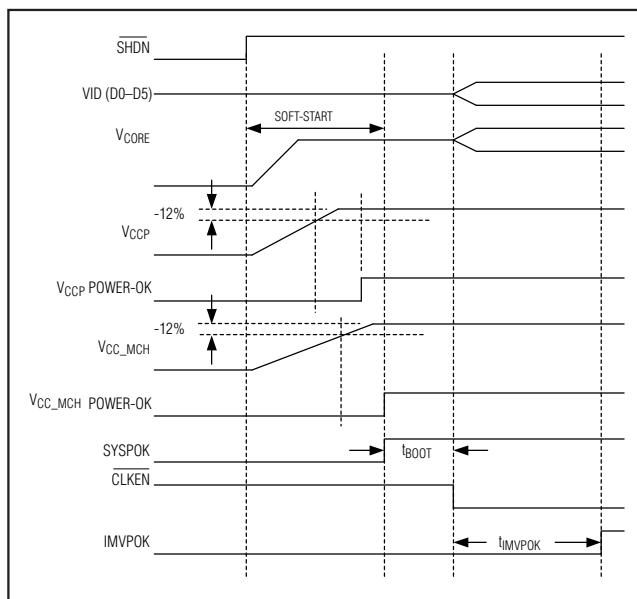 SHDN
VID (D0–D5)
SOFT-START
VCORE
-12%
VCCP
VCCP POWER-OK
-12%
VCC_MCH
VCC_MCH POWER-OK
SYSPOK
tBOOT
CLKEN
IMVPOK
tIMVPOK